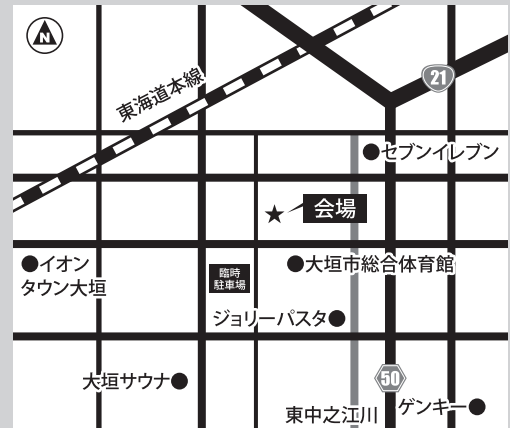 N
21
東海道本線
セブンイレブン
会場
イオン
タウン大垣
臨時
駐車場
大垣市総合体育館
ジョリーパスタ
大垣サウナ
50
ゲンキー
東中之江川